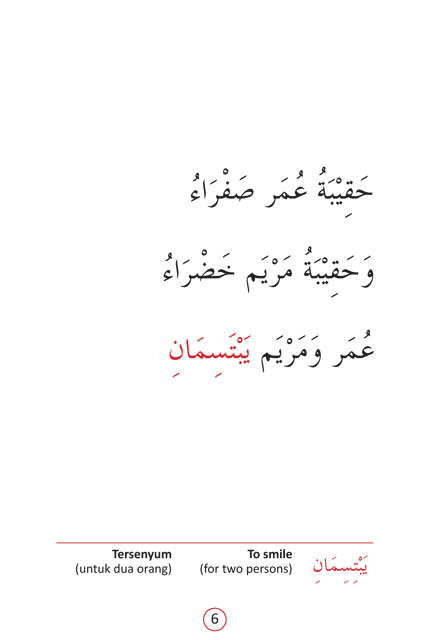 حَقِيْبَةُ عُمَر صَفْرَاءُ
وَحَقِيْبَةُ مَرْيَم خَضْرَاءُ
عُمَر وَمَرْيَم يَبْتَسِمَانِ
يَبْتَسِمَانِ To smile Tersenyum
(for two persons) (untuk dua orang)
6